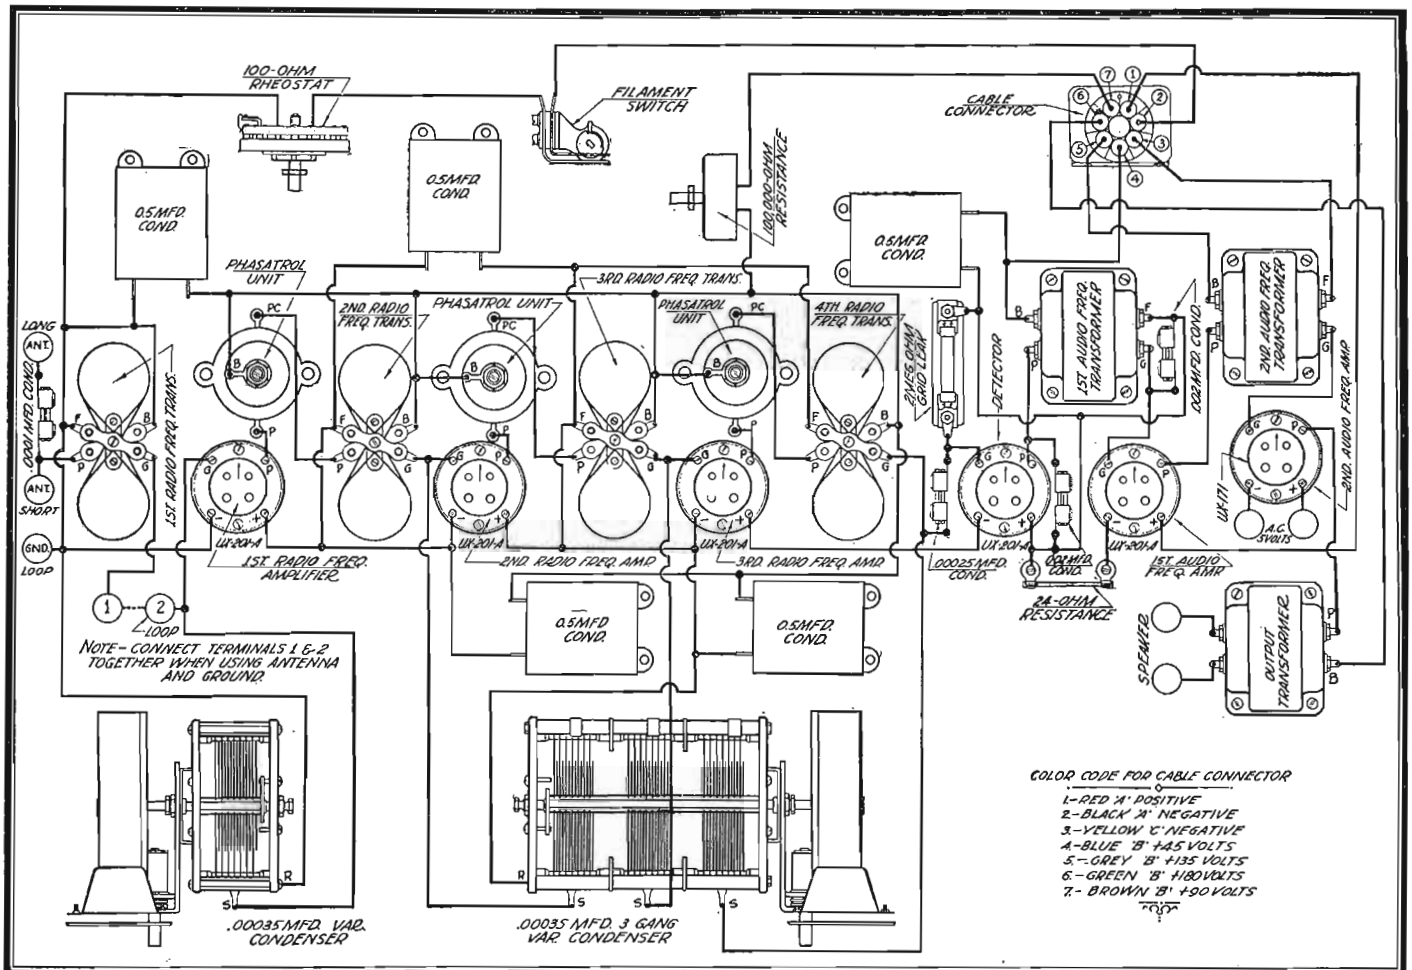 100-OHM
RHEOSTAT
FILAMENT
SWITCH
CABLE
CONNECTOR
7
1
6
2
5
3
4
0.5 MFD.
COND.
0.5 MFD.
COND.
100,000-OHM
RESISTANCE
0.5 MFD.
COND.
PHASATROL
UNIT
2ND. RADIO
FREQ. TRANS.
PHASATROL UNIT
3RD. RADIO FREQ. TRANS.
PHASATROL
UNIT
4TH. RADIO
FREQ. TRANS.
PC
PC
PC
B
B
B
P
P
P
LONG
ANT.
.0001 MFD. COND.
ANT.
SHORT
GND.
LOOP
1ST. RADIO FREQ. TRANS.
F
B
P
G
F
B
P
G
F
B
P
G
F
B
P
G
G
P
-
+
G
P
-
+
G
P
-
+
UX-201-A
1ST. RADIO FREQ.
AMPLIFIER
UX-201-A
2ND. RADIO FREQ. AMP.
UX-201-A
3RD. RADIO FREQ. AMP.
2 MEG OHM
GRID LEAK
DETECTOR
B
P
F
G
1ST. AUDIO FREQ.
TRANSFORMER
.002 MFD. COND.
B
P
F
G
2ND. AUDIO FREQ.
TRANSFORMER
G
P
-
+
UX-201-A
.00025 MFD.
COND.
.002 MFD.
COND.
G
P
-
+
UX-201-A
1ST. AUDIO
FREQ. AMP.
24-OHM
RESISTANCE
G
P
-
+
UX-171
A.C.
5 VOLTS
2ND. AUDIO FREQ. AMP.
1
2
LOOP
NOTE - CONNECT TERMINALS 1 & 2
TOGETHER WHEN USING ANTENNA
AND GROUND.
0.5 MFD
COND.
0.5 MFD.
COND.
SPEAKER
OUTPUT
TRANSFORMER
P
B
R
S
.00035 MFD. VAR.
CONDENSER
R
S
S
S
.00035 MFD. 3 GANG
VAR. CONDENSER
COLOR CODE FOR CABLE CONNECTOR
1.- RED 'A' POSITIVE
2.- BLACK 'A' NEGATIVE
3.- YELLOW 'C' NEGATIVE
4.- BLUE 'B' +45 VOLTS
5.- GREY 'B' +135 VOLTS
6.- GREEN 'B' +180 VOLTS
7.- BROWN 'B' +90 VOLTS